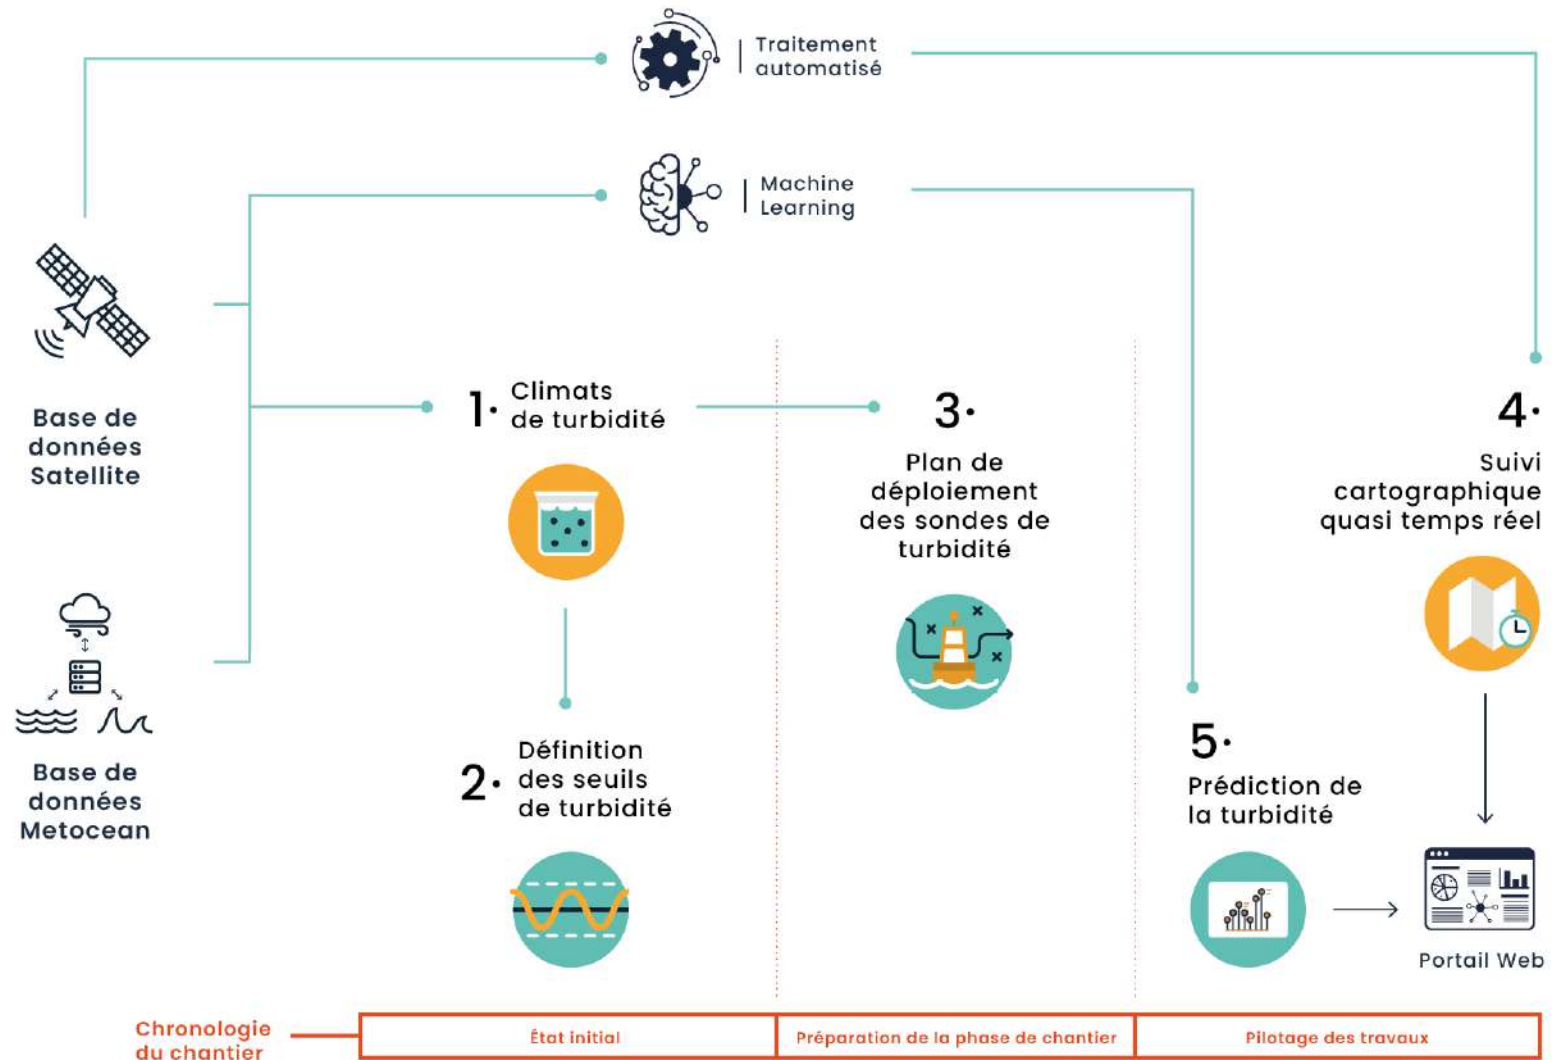 Traitement
automatisé
Machine
Learning
Base de
données
Satellite
1. Climats
de turbidité
3.
Plan de
déploiement
des sondes de
turbidité
4.
Suivi
cartographique
quasi temps réel
Base de
données
Metocean
2. Définition
des seuils
de turbidité
5.
Prédiction de
la turbidité
Portail Web
Chronologie
du chantier
État initial
Préparation de la phase de chantier
Pilotage des travaux